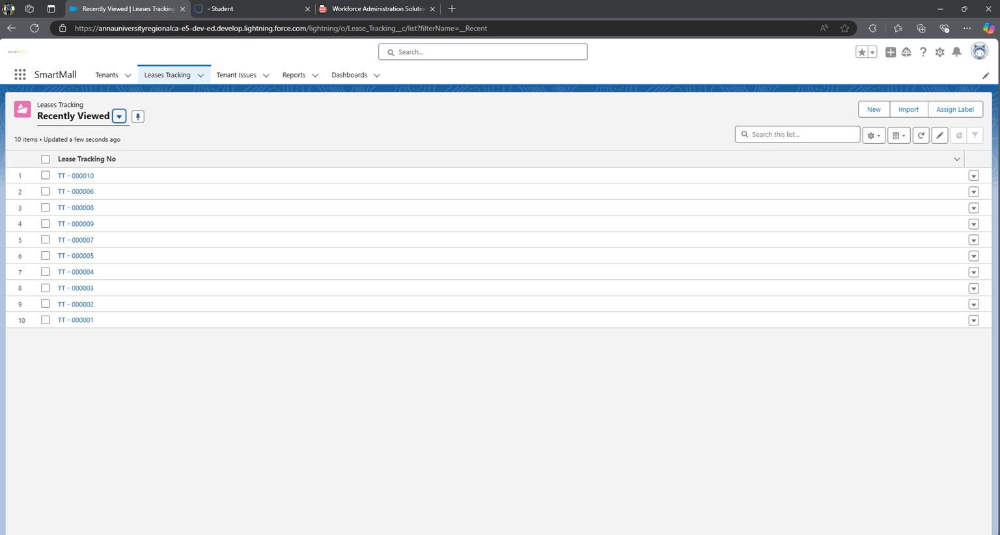 Recently Viewed | Leases Tracking
- Student
Workforce Administration Solutio
https://annauniversityregionalca-e5-dev-ed.develop.lightning.force.com/lightning/o/Lease_Tracking__c/list?filterName=__Recent
SMARTMALL
Search...
SmartMall
Tenants
Leases Tracking
Tenant Issues
Reports
Dashboards
Leases Tracking
Recently Viewed
New
Import
Assign Label
10 items • Updated a few seconds ago
Search this list...
Lease Tracking No
1 TT - 000010
2 TT - 000006
3 TT - 000008
4 TT - 000009
5 TT - 000007
6 TT - 000005
7 TT - 000004
8 TT - 000003
9 TT - 000002
10 TT - 000001